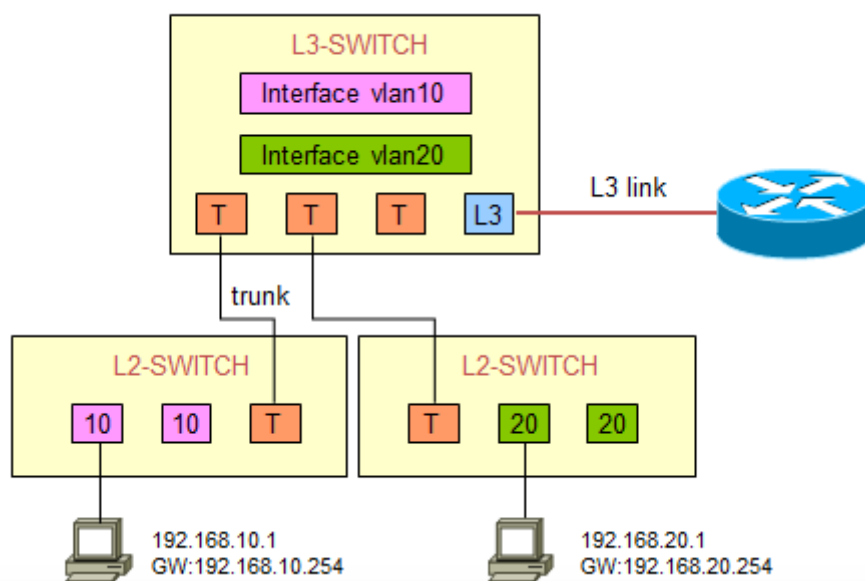 L3-SWITCH
Interface vlan10
Interface vlan20
T
T
T
L3
L3 link
trunk
L2-SWITCH
10
10
T
L2-SWITCH
T
20
20
192.168.10.1
GW:192.168.10.254
192.168.20.1
GW:192.168.20.254